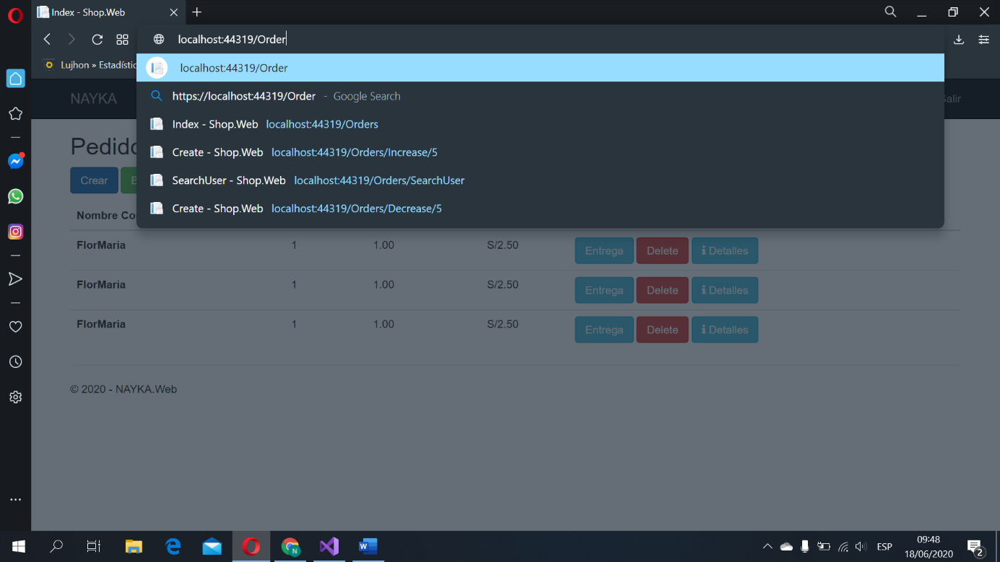 Index - Shop.Web
localhost:44319/Order
Lujhon » Estadístic
localhost:44319/Order
https://localhost:44319/Order - Google Search
NAYKA
alir
Index - Shop.Web localhost:44319/Orders
Pedido
Create - Shop.Web localhost:44319/Orders/Increase/5
Crear
SearchUser - Shop.Web localhost:44319/Orders/SearchUser
Create - Shop.Web localhost:44319/Orders/Decrease/5
Nombre Co
FlorMaria 1 1.00 S/2.50 Entrega Delete Detalles
FlorMaria 1 1.00 S/2.50 Entrega Delete Detalles
FlorMaria 1 1.00 S/2.50 Entrega Delete Detalles
© 2020 - NAYKA.Web
ESP
09:48
18/06/2020
2